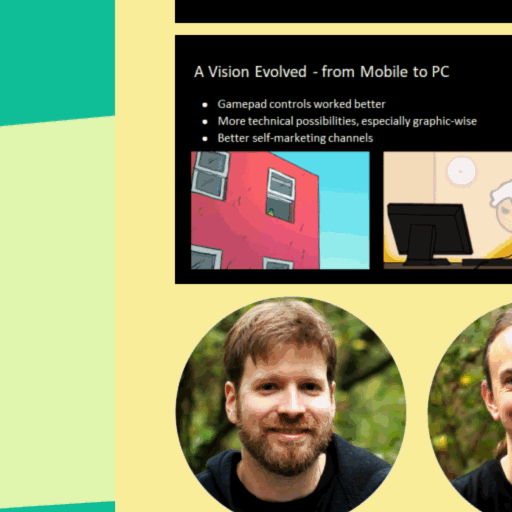 A Vision Evolved - from Mobile to PC
Gamepad controls worked better
More technical possibilities, especially graphic-wise
Better self-marketing channels